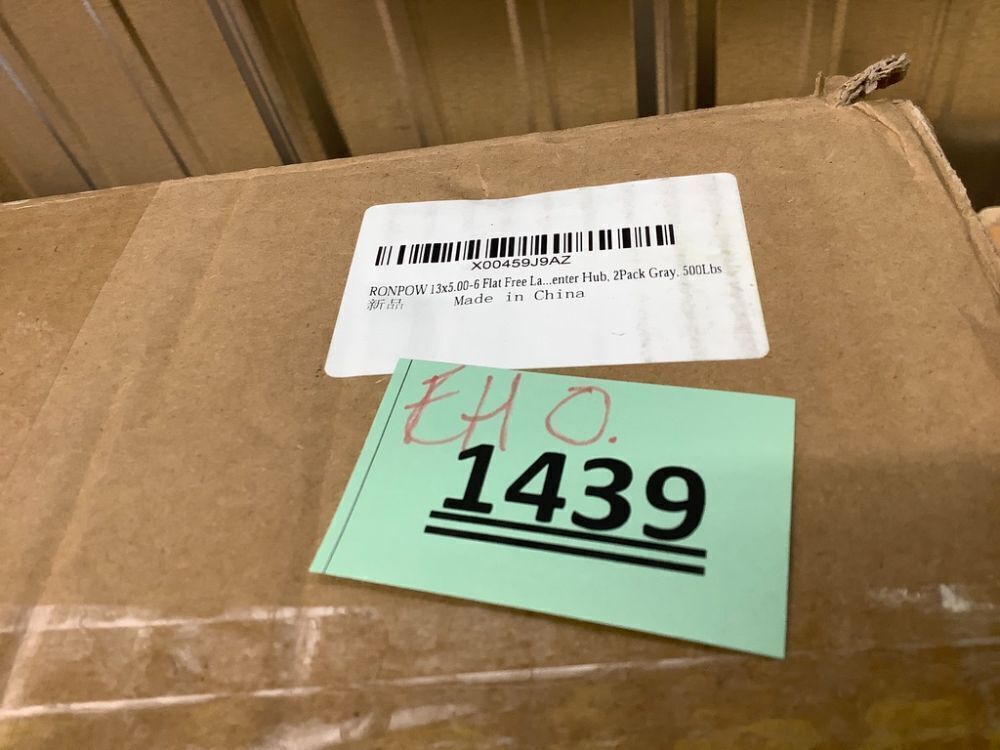 X00459J9AZ
RONPOW 13x5.00-6 Flat Free La...enter Hub, 2Pack Gray, 500Lbs
新品 Made in China
EH O.
1439